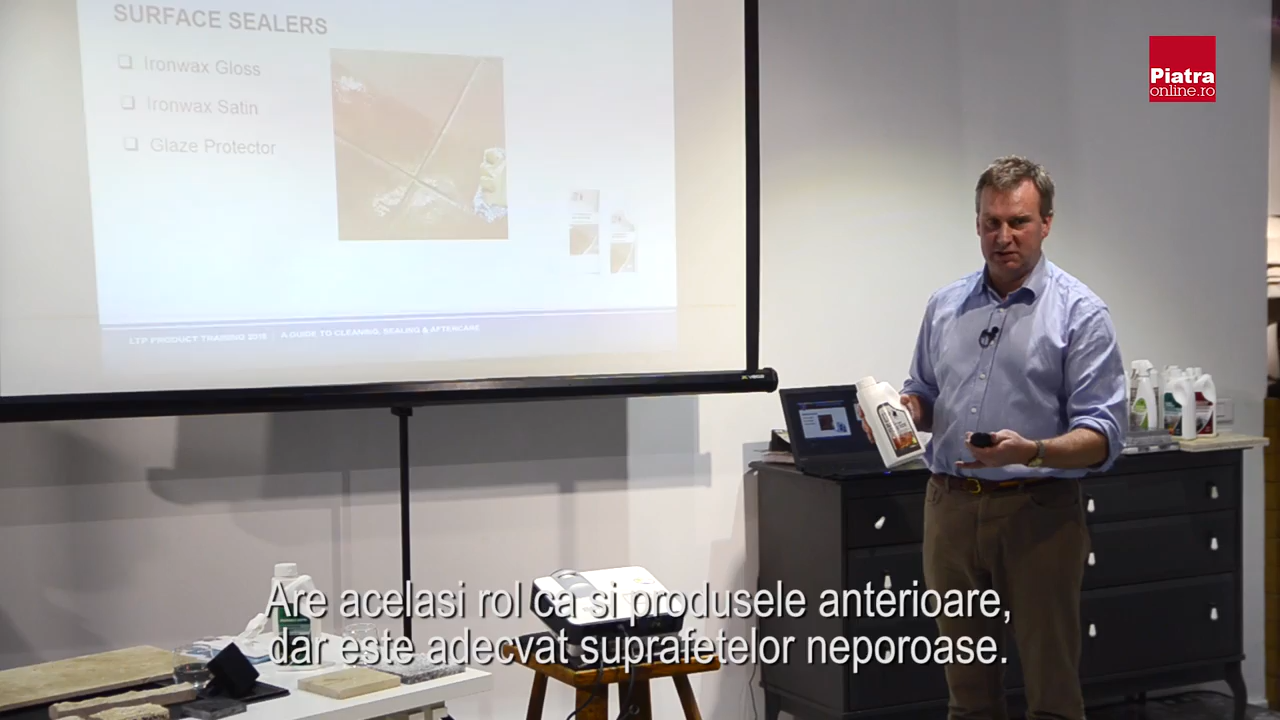 SURFACE SEALERS
Ironwax Gloss
Ironwax Satin
Glaze Protector
LTP PRODUCT TRAINING 2018 | A GUIDE TO CLEANING, SEALING & AFTERCARE
Piatra
online.ro
Are acelasi rol ca si produsele anterioare,
dar este adecvat suprafetelor neporoase.